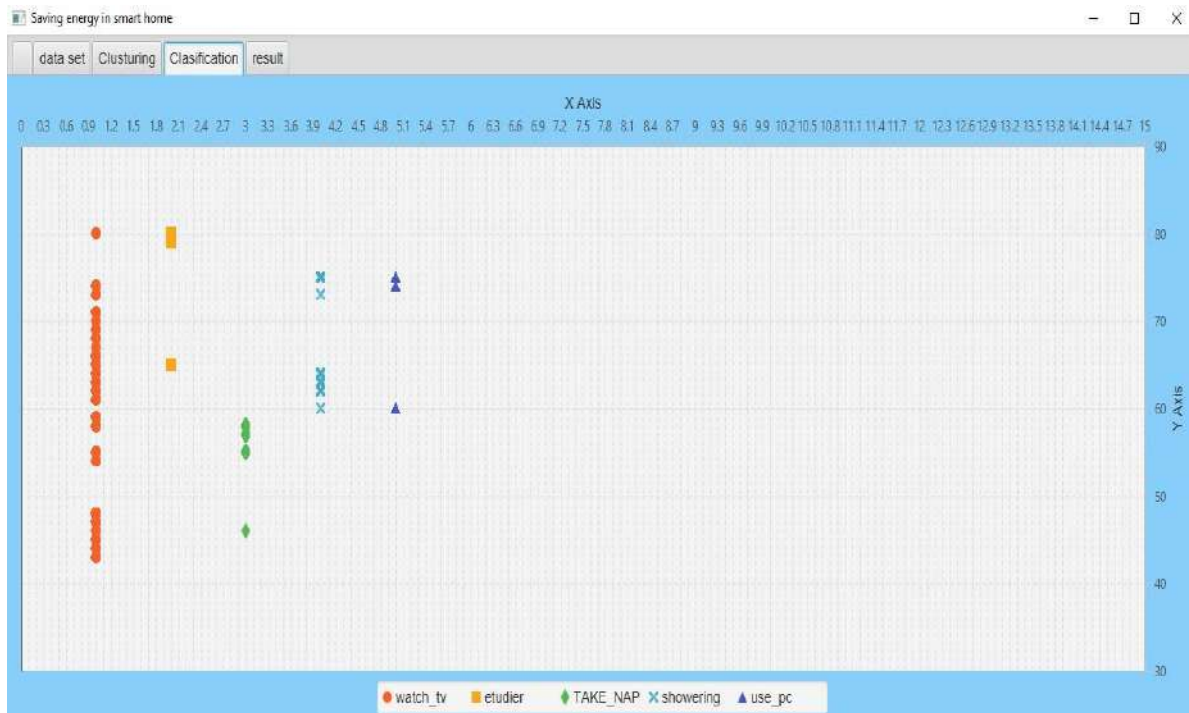 Saving energy in smart home
data set Clusturing Clasification result
X Axis
0 0.3 0.6 0.9 1.2 1.5 1.8 2.1 2.4 2.7 3 3.3 3.6 3.9 4.2 4.5 4.8 5.1 5.4 5.7 6 6.3 6.6 6.9 7.2 7.5 7.8 8.1 8.4 8.7 9 9.3 9.6 9.9 10.2 10.5 10.8 11.1 11.4 11.7 12 12.3 12.6 12.9 13.2 13.5 13.8 14.1 14.4 14.7 15
90
80
70
60
Y Axis
50
40
30
watch_tv etudier TAKE_NAP showering use_pc